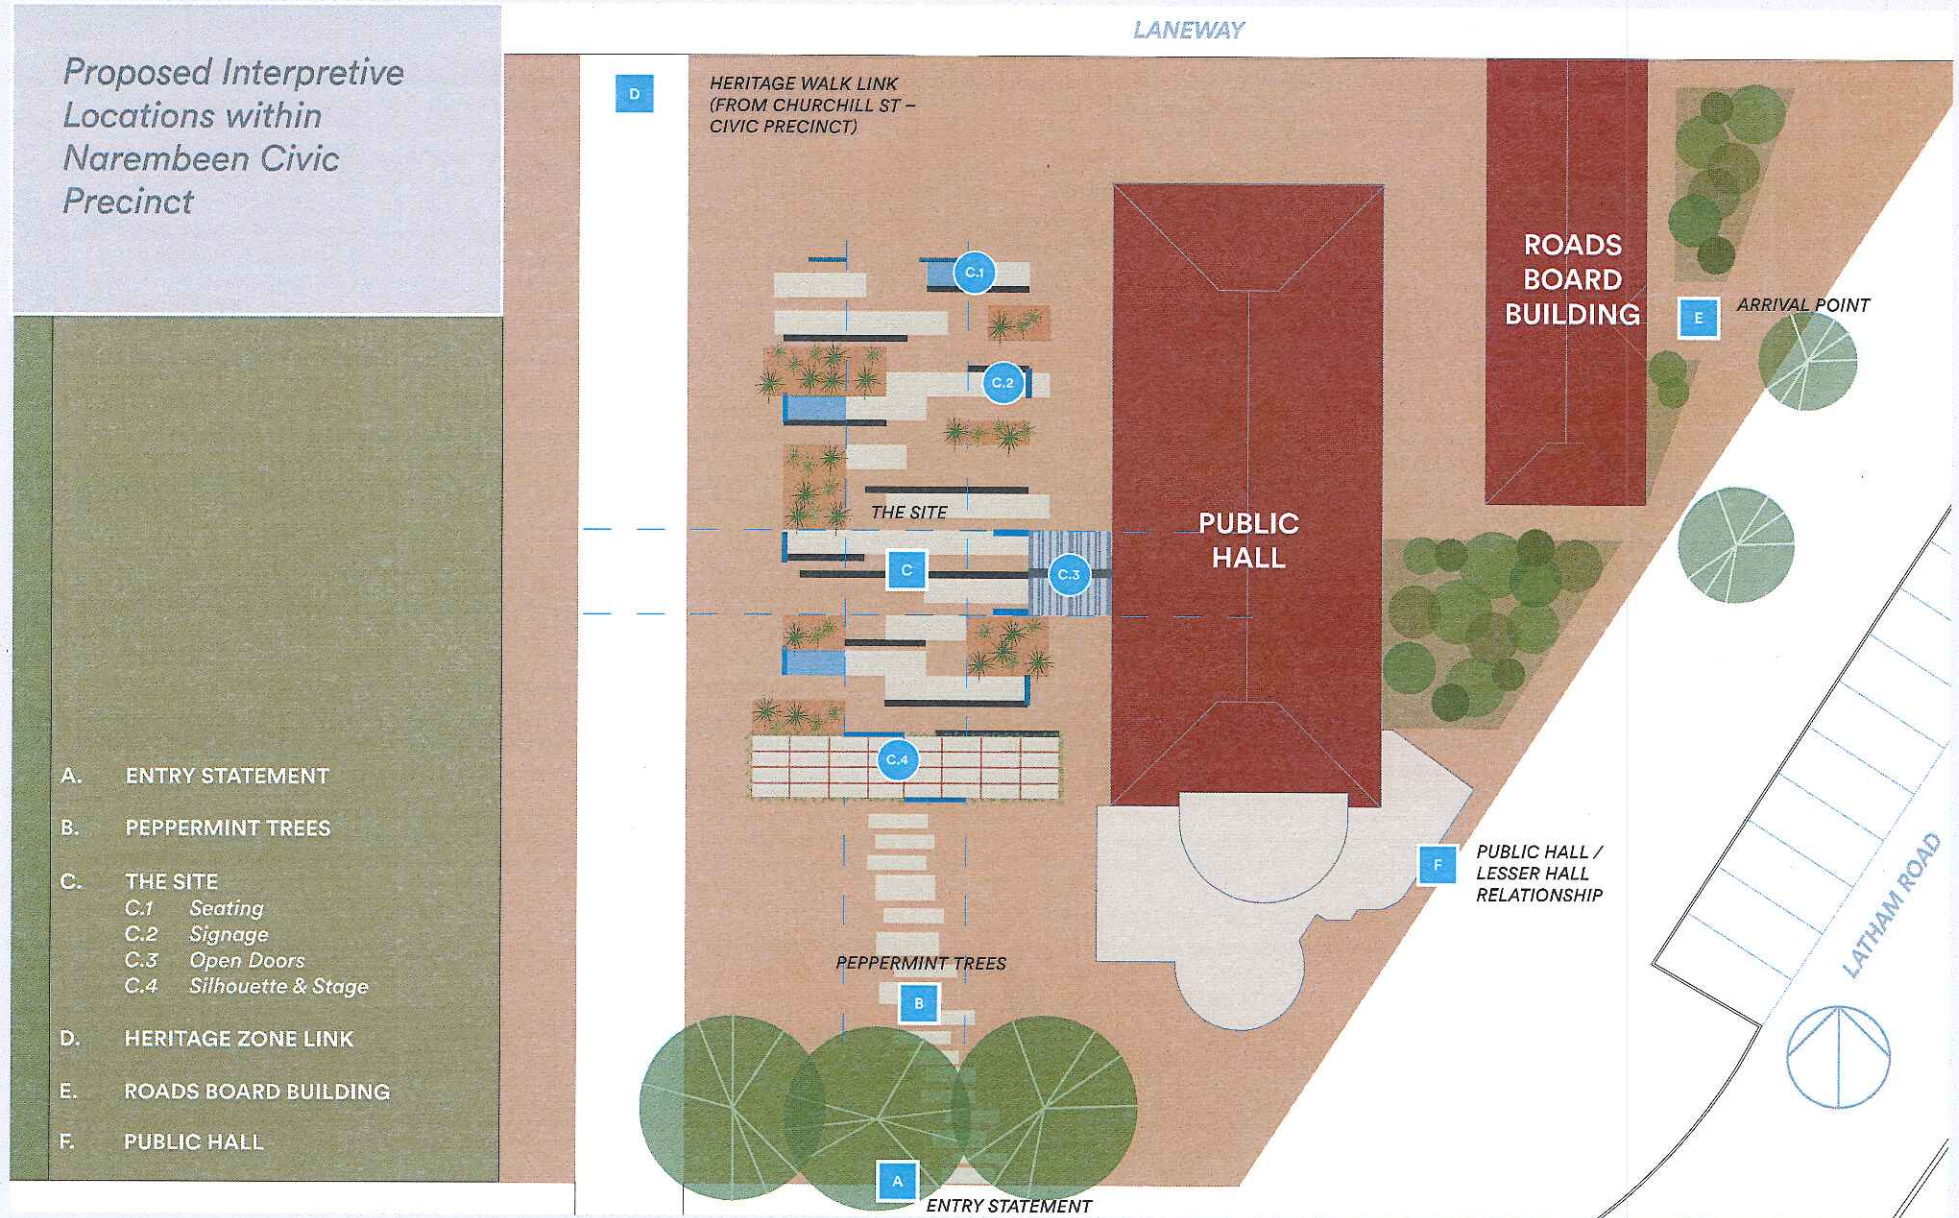 Proposed Interpretive
Locations within
Narembeen Civic
Precinct
LANEWAY
D
HERITAGE WALK LINK
(FROM CHURCHILL ST –
CIVIC PRECINCT)
C.1
C.2
THE SITE
C
C.3
C.4
PUBLIC
HALL
ROADS
BOARD
BUILDING
E
ARRIVAL POINT
F
PUBLIC HALL /
LESSER HALL
RELATIONSHIP
LATHAM ROAD
PEPPERMINT TREES
B
A
ENTRY STATEMENT
A. ENTRY STATEMENT
B. PEPPERMINT TREES
C. THE SITE
C.1 Seating
C.2 Signage
C.3 Open Doors
C.4 Silhouette & Stage
D. HERITAGE ZONE LINK
E. ROADS BOARD BUILDING
F. PUBLIC HALL